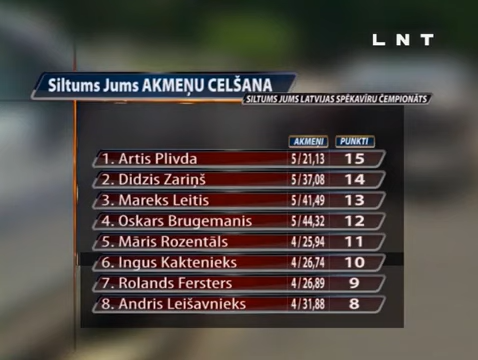 LNT
Siltums Jums AKMEŅU CELŠANA
SILTUMS JUMS LATVIJAS SPĒKAVĪRU ČEMPIONĀTS
AKMEŅI PUNKTI
1. Artis Plivda 5/21,13 15
2. Didzis Zariņš 5/37,08 14
3. Mareks Leitis 5/41,49 13
4. Oskars Brugemanis 5/44,32 12
5. Māris Rozentāls 4/25,94 11
6. Ingus Kaktenieks 4/26,74 10
7. Rolands Fersters 4/26,89 9
8. Andris Leišavnieks 4/31,88 8